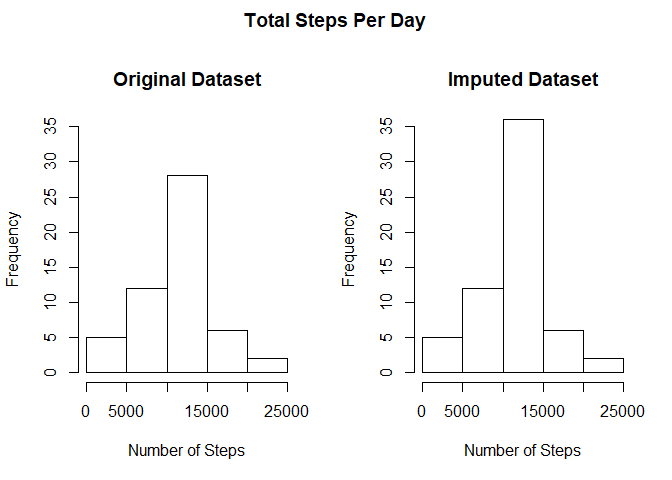 Total Steps Per Day
Original Dataset
Frequency
0 5 10 15 20 25 30 35
0 5000 15000 25000
Number of Steps
Imputed Dataset
Frequency
0 5 10 15 20 25 30 35
0 5000 15000 25000
Number of Steps